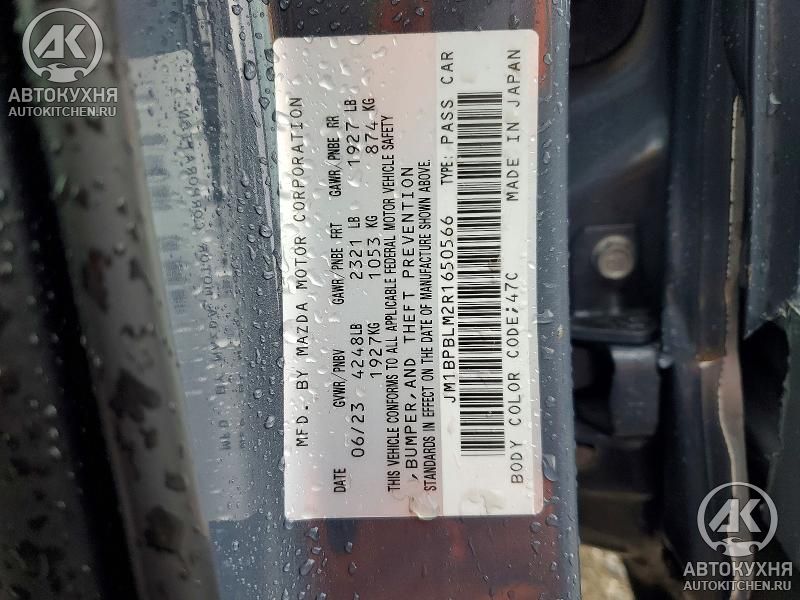 AK
АВТОКУХНЯ
AUTOKITCHEN.RU
MFD. BY MAZDA MOTOR CORPORATION
GVWR/PNBV GAWR/PNBE FRT GAWR/PNBE RR
DATE 06/23 4248LB 2321 LB 1927 LB
1927KG 1053 KG 874 KG
THIS VEHICLE CONFORMS TO ALL APPLICABLE FEDERAL MOTOR VEHICLE SAFETY
,BUMPER,AND THEFT PREVENTION
STANDARDS IN EFFECT ON THE DATE OF MANUFACTURE SHOWN ABOVE.
JM1BPBLM2R1650566 TYPE: PASS CAR
BODY COLOR CODE;47C MADE IN JAPAN
AK
АВТОКУХНЯ
AUTOKITCHEN.RU